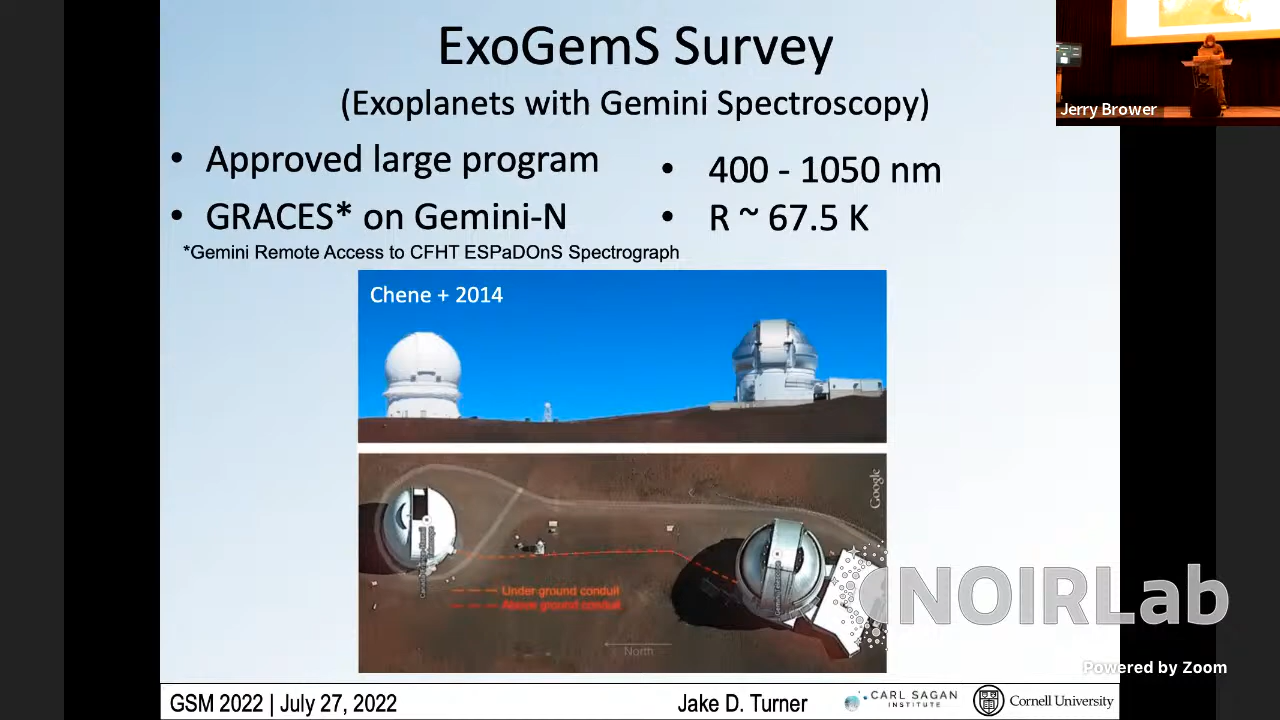 ExoGemS Survey
(Exoplanets with Gemini Spectroscopy)
• Approved large program
• GRACES* on Gemini-N
*Gemini Remote Access to CFHT ESPaDOnS Spectrograph
• 400 - 1050 nm
• R ~ 67.5 K
Jerry Brower
Chene + 2014
Google
Under ground conduit
Above ground conduit
North
NOIRLab
Powered by Zoom
GSM 2022 | July 27, 2022
Jake D. Turner
CARL SAGAN
INSTITUTE
Cornell University